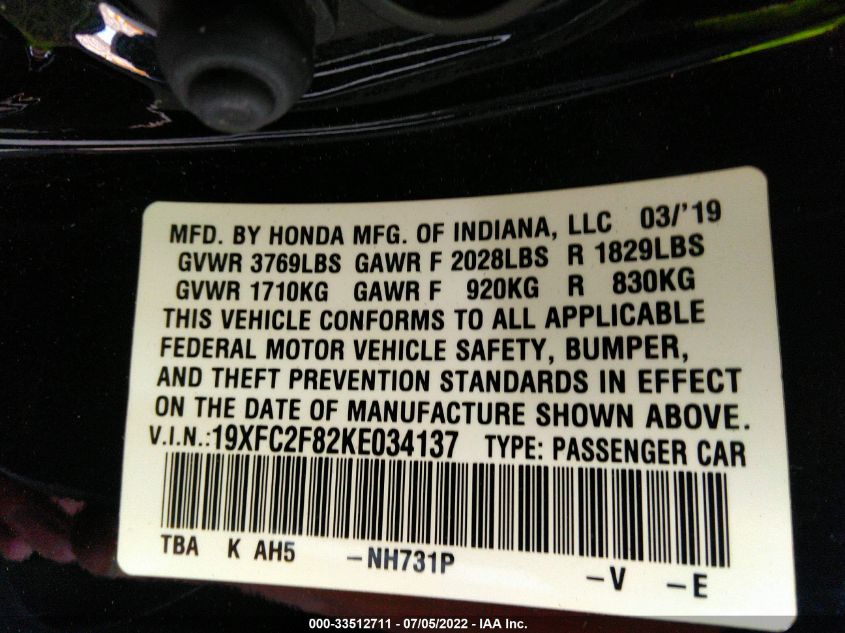 MFD. BY HONDA MFG. OF INDIANA, LLC 03/'19
GVWR 3769LBS GAWR F 2028LBS R 1829LBS
GVWR 1710KG GAWR F 920KG R 830KG
THIS VEHICLE CONFORMS TO ALL APPLICABLE
FEDERAL MOTOR VEHICLE SAFETY, BUMPER,
AND THEFT PREVENTION STANDARDS IN EFFECT
ON THE DATE OF MANUFACTURE SHOWN ABOVE.
V.I.N.:19XFC2F82KE034137 TYPE: PASSENGER CAR
TBA K AH5 –NH731P –V –E
000-33512711 - 07/05/2022 - IAA Inc.